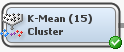 K-Mean (15)
Cluster